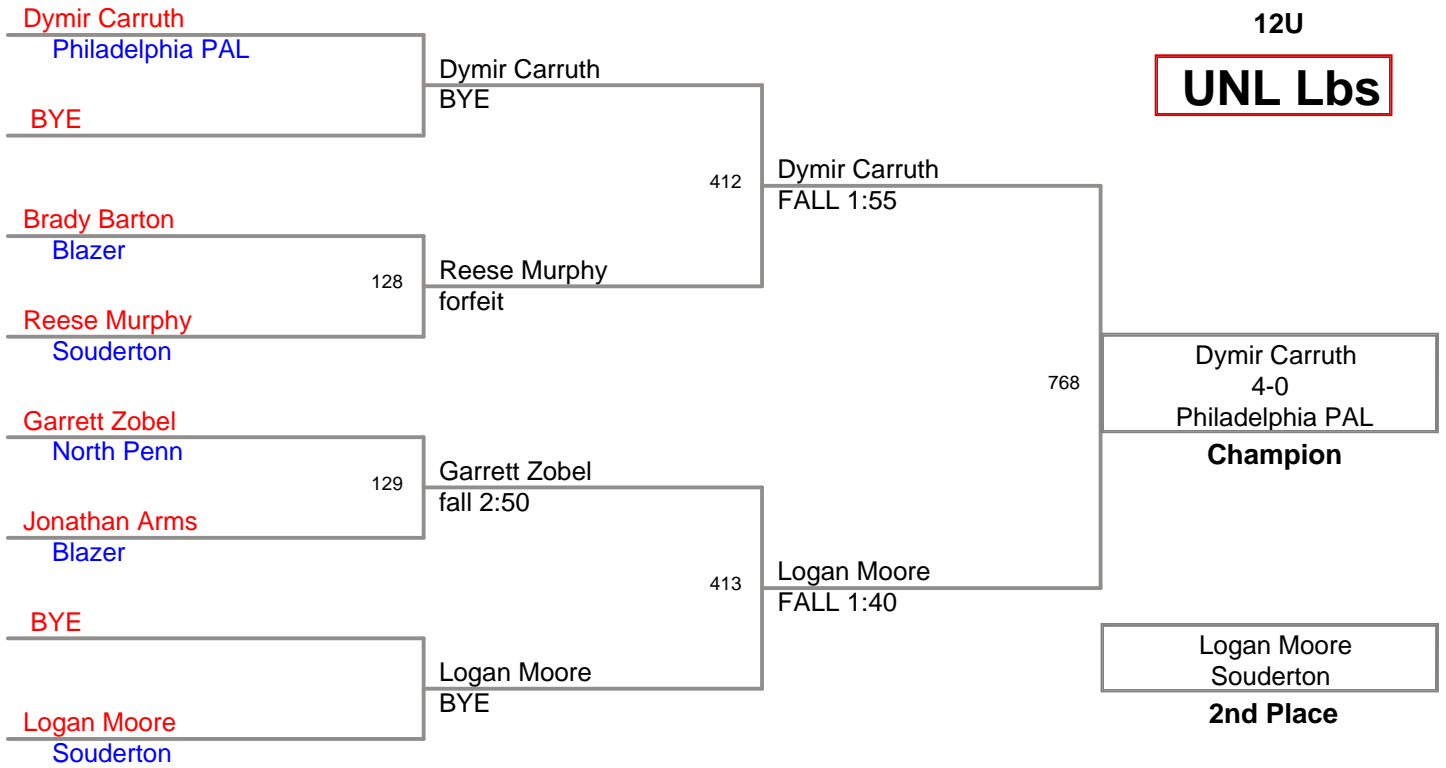 Dymir Carruth
Philadelphia PAL
BYE
Brady Barton
Blazer
128
Reese Murphy
Souderton
Garrett Zobel
North Penn
129
Jonathan Arms
Blazer
BYE
Logan Moore
Souderton
Dymir Carruth
BYE
412
Reese Murphy
forfeit
Garrett Zobel
fall 2:50
413
Logan Moore
BYE
Dymir Carruth
FALL 1:55
768
Logan Moore
FALL 1:40
12U
UNL Lbs
Dymir Carruth
4-0
Philadelphia PAL
Champion
Logan Moore
Souderton
2nd Place